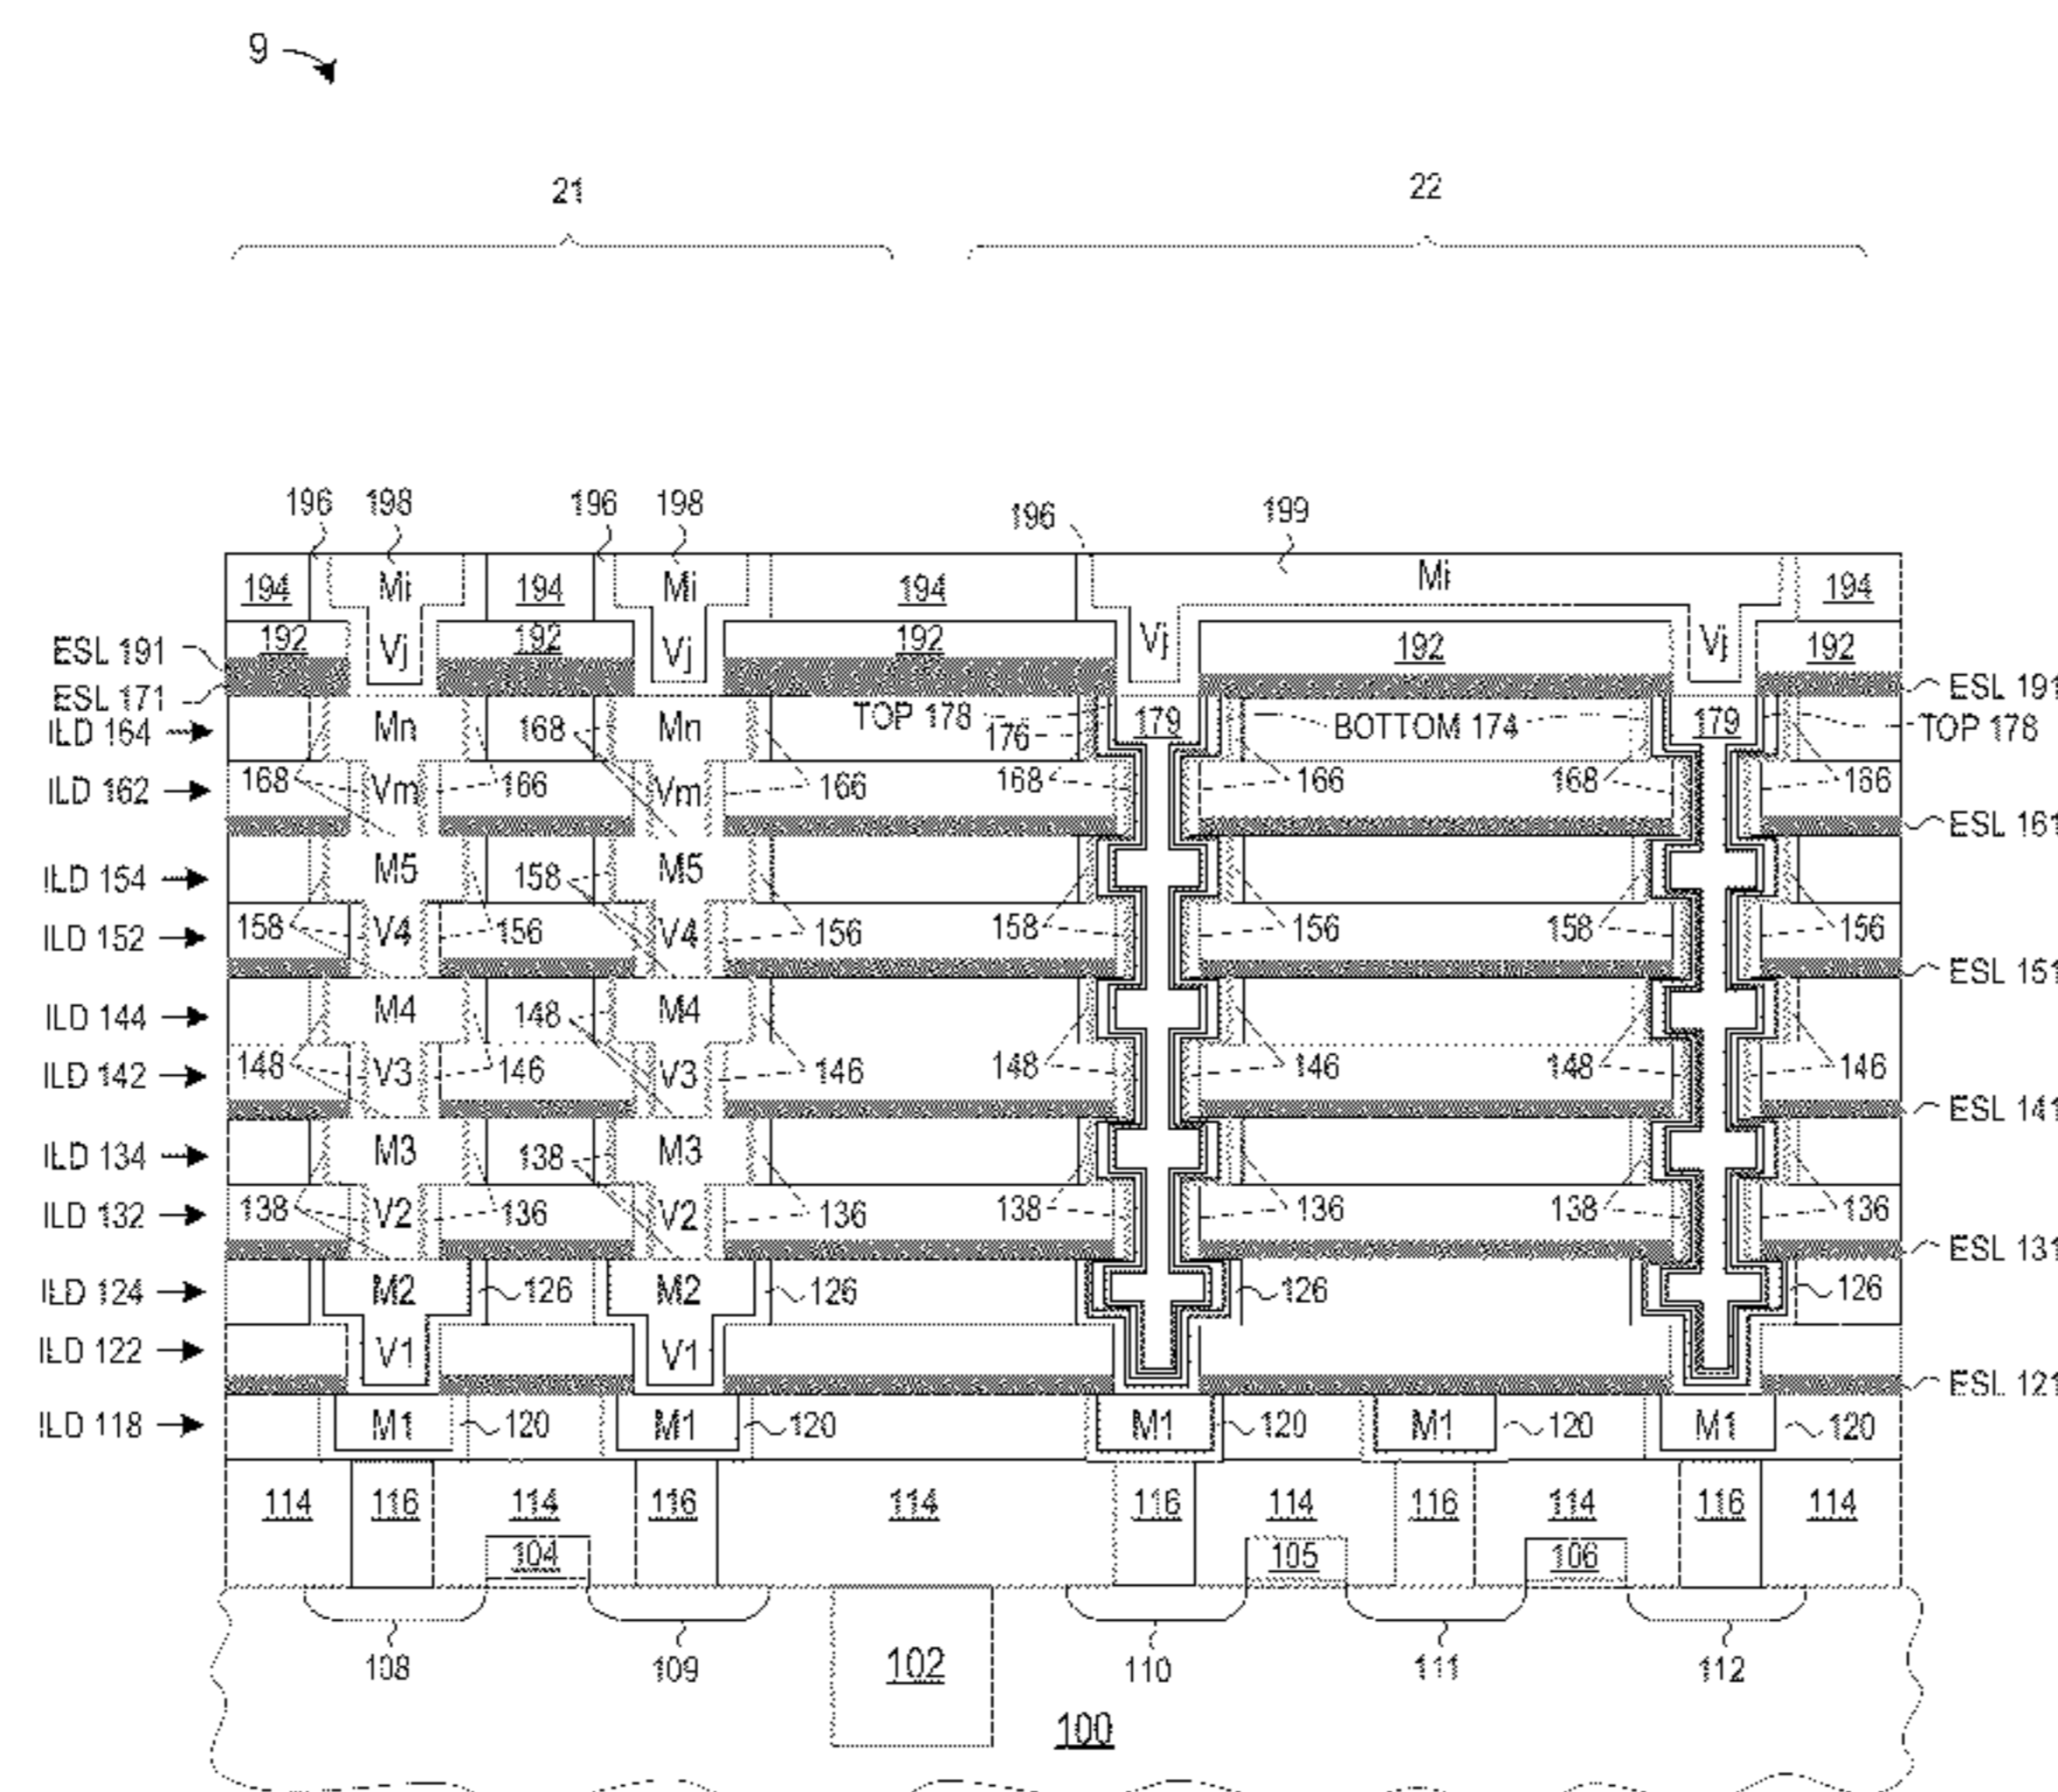 9
21 22
196 198 196 198 196 199
Mi Mi Mi
194 194 194 194
192 Vj 192 Vj 192 Vj 192 Vj 192
ESL 191
ESL 171 ESL 191
ILD 164 Mn 168 Mn TOP 178 176 179 BOTTOM 174 179 TOP 178
ILD 162 168 Vm 166 Vm 166 168 166 168 166
ESL 161
ILD 154 M5 158 M5
ILD 152 158 V4 156 V4 156 158 156 158 156
ESL 151
ILD 144 M4 148 M4
ILD 142 148 V3 146 V3 146 148 146 148 146
ESL 141
ILD 134 M3 138 M3
ILD 132 138 V2 136 V2 136 138 136 138 136
ESL 131
ILD 124 M2 126 M2 126 126 126
ILD 122 V1 V1
ESL 121
ILD 118 M1 120 M1 120 M1 120 M1 120 M1 120
114 116 114 116 114 116 114 116 114 116 114
104 105 106
108 109 102 110 111 112
100